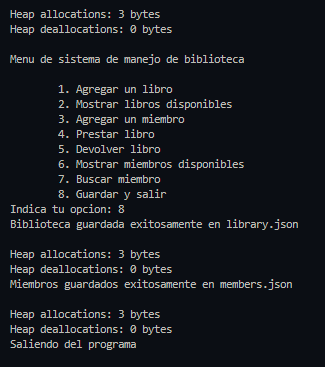 Heap allocations: 3 bytes
Heap deallocations: 0 bytes
Menu de sistema de manejo de biblioteca
1. Agregar un libro
2. Mostrar libros disponibles
3. Agregar un miembro
4. Prestar libro
5. Devolver libro
6. Mostrar miembros disponibles
7. Buscar miembro
8. Guardar y salir
Indica tu opcion: 8
Biblioteca guardada exitosamente en library.json
Heap allocations: 3 bytes
Heap deallocations: 0 bytes
Miembros guardados exitosamente en members.json
Heap allocations: 3 bytes
Heap deallocations: 0 bytes
Saliendo del programa